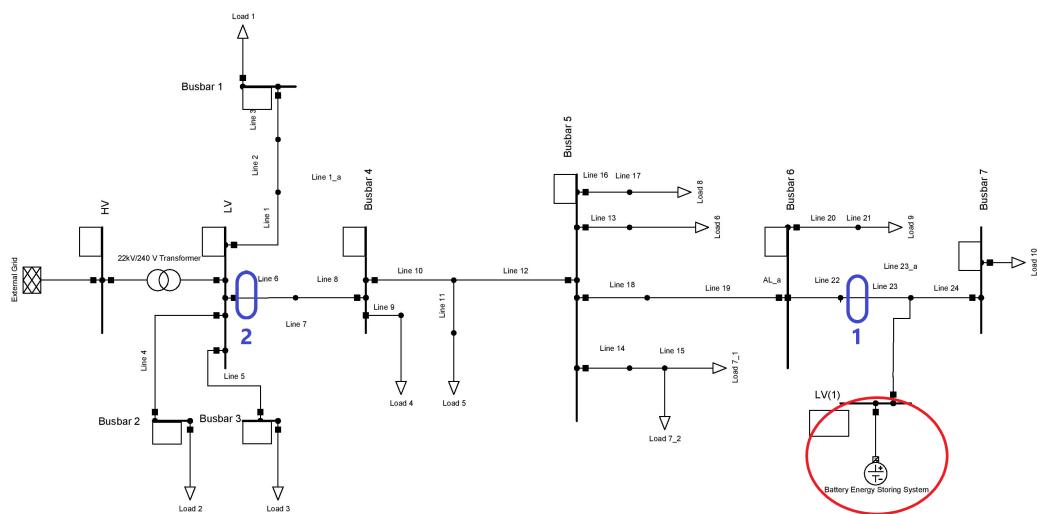 Load 1
Busbar 1
Line 3
Line 2
Line 1_a
Line 1
HV
LV
Busbar 4
Busbar 5
Line 16
Line 17
Load 8
Line 13
Load 6
Busbar 6
Line 20
Line 21
Load 9
Busbar 7
Load 10
External Grid
22kV/240 V Transformer
Line 6
Line 8
Line 10
Line 12
AL_a
Line 23_a
Line 22
Line 23
Line 24
Line 18
Line 19
2
Line 7
Line 9
Line 11
1
Line 4
Line 5
Line 14
Line 15
Load 7_1
Load 4
Load 5
LV(1)
Busbar 2
Busbar 3
Load 7_2
Battery Energy Storing System
Load 2
Load 3